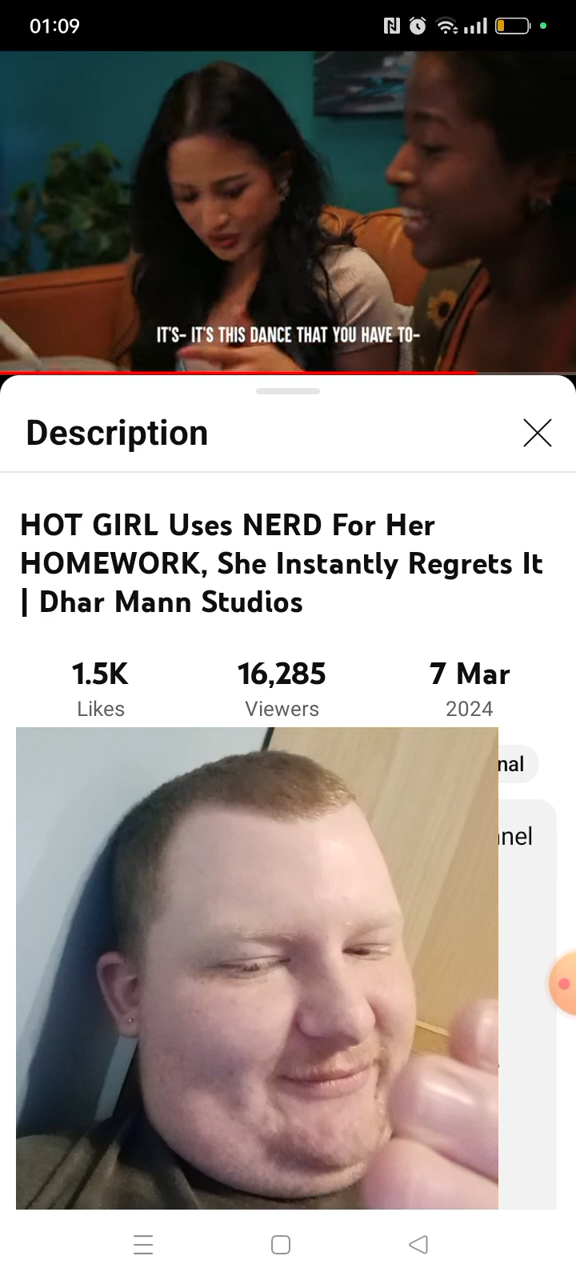 01:09
IT'S- IT'S THIS DANCE THAT YOU HAVE TO-
Description
HOT GIRL Uses NERD For Her
HOMEWORK, She Instantly Regrets It
| Dhar Mann Studios
1.5K 16,285 7 Mar
Likes Viewers 2024
nal
nel